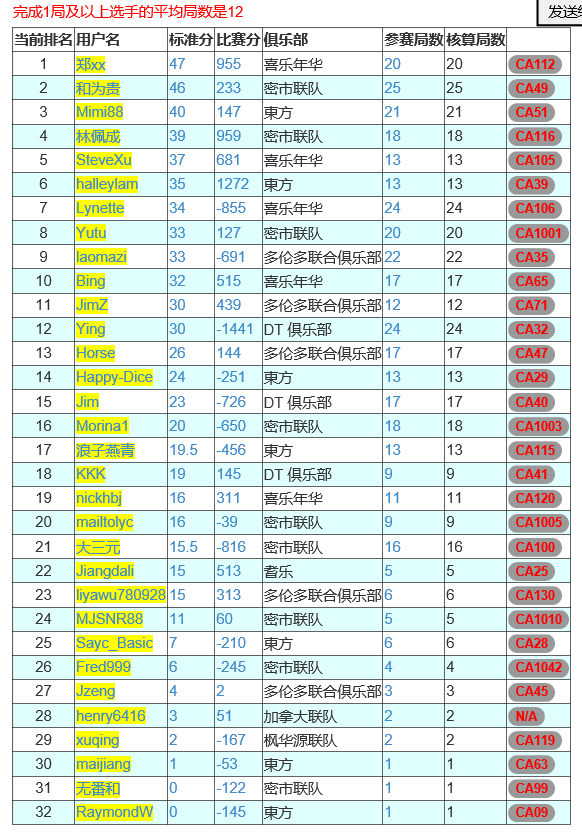 完成1局及以上选手的平均局数是12
当前排名 用户名 标准分 比赛分 俱乐部 参赛局数 核算局数
1 郑xx 47 955 喜乐年华 20 20 CA112
2 和为贵 46 233 密市联队 25 25 CA49
3 Mimi88 40 147 東方 21 21 CA51
4 林佩成 39 959 密市联队 18 18 CA116
5 SteveXu 37 681 喜乐年华 13 13 CA105
6 halleylam 35 1272 東方 13 13 CA39
7 Lynette 34 -855 喜乐年华 24 24 CA106
8 Yutu 33 127 密市联队 20 20 CA1001
9 laomazi 33 -691 多伦多联合俱乐部 22 22 CA35
10 Bing 32 515 喜乐年华 17 17 CA65
11 JimZ 30 439 多伦多联合俱乐部 12 12 CA71
12 Ying 30 -1441 DT 俱乐部 24 24 CA32
13 Horse 26 144 多伦多联合俱乐部 17 17 CA47
14 Happy-Dice 24 -251 東方 13 13 CA29
15 Jim 23 -726 DT 俱乐部 17 17 CA40
16 Morina1 20 -650 密市联队 18 18 CA1003
17 浪子燕青 19.5 -456 東方 13 13 CA115
18 KKK 19 145 DT 俱乐部 9 9 CA41
19 nickhbj 16 311 喜乐年华 11 11 CA120
20 mailtolyc 16 -39 密市联队 9 9 CA1005
21 大三元 15.5 -816 密市联队 16 16 CA100
22 Jiangdali 15 513 耆乐 5 5 CA25
23 liyawu780928 15 313 多伦多联合俱乐部 6 6 CA130
24 MJSNR88 11 60 密市联队 5 5 CA1010
25 Sayc_Basic 7 -210 東方 6 6 CA28
26 Fred999 6 -245 密市联队 4 4 CA1042
27 Jzeng 4 2 多伦多联合俱乐部 3 3 CA45
28 henry6416 3 51 加拿大联队 2 2 N/A
29 xuqing 2 -167 枫华源联队 2 2 CA119
30 maijiang 1 -53 東方 1 1 CA63
31 无番和 0 -122 密市联队 1 1 CA99
32 RaymondW 0 -145 東方 1 1 CA09